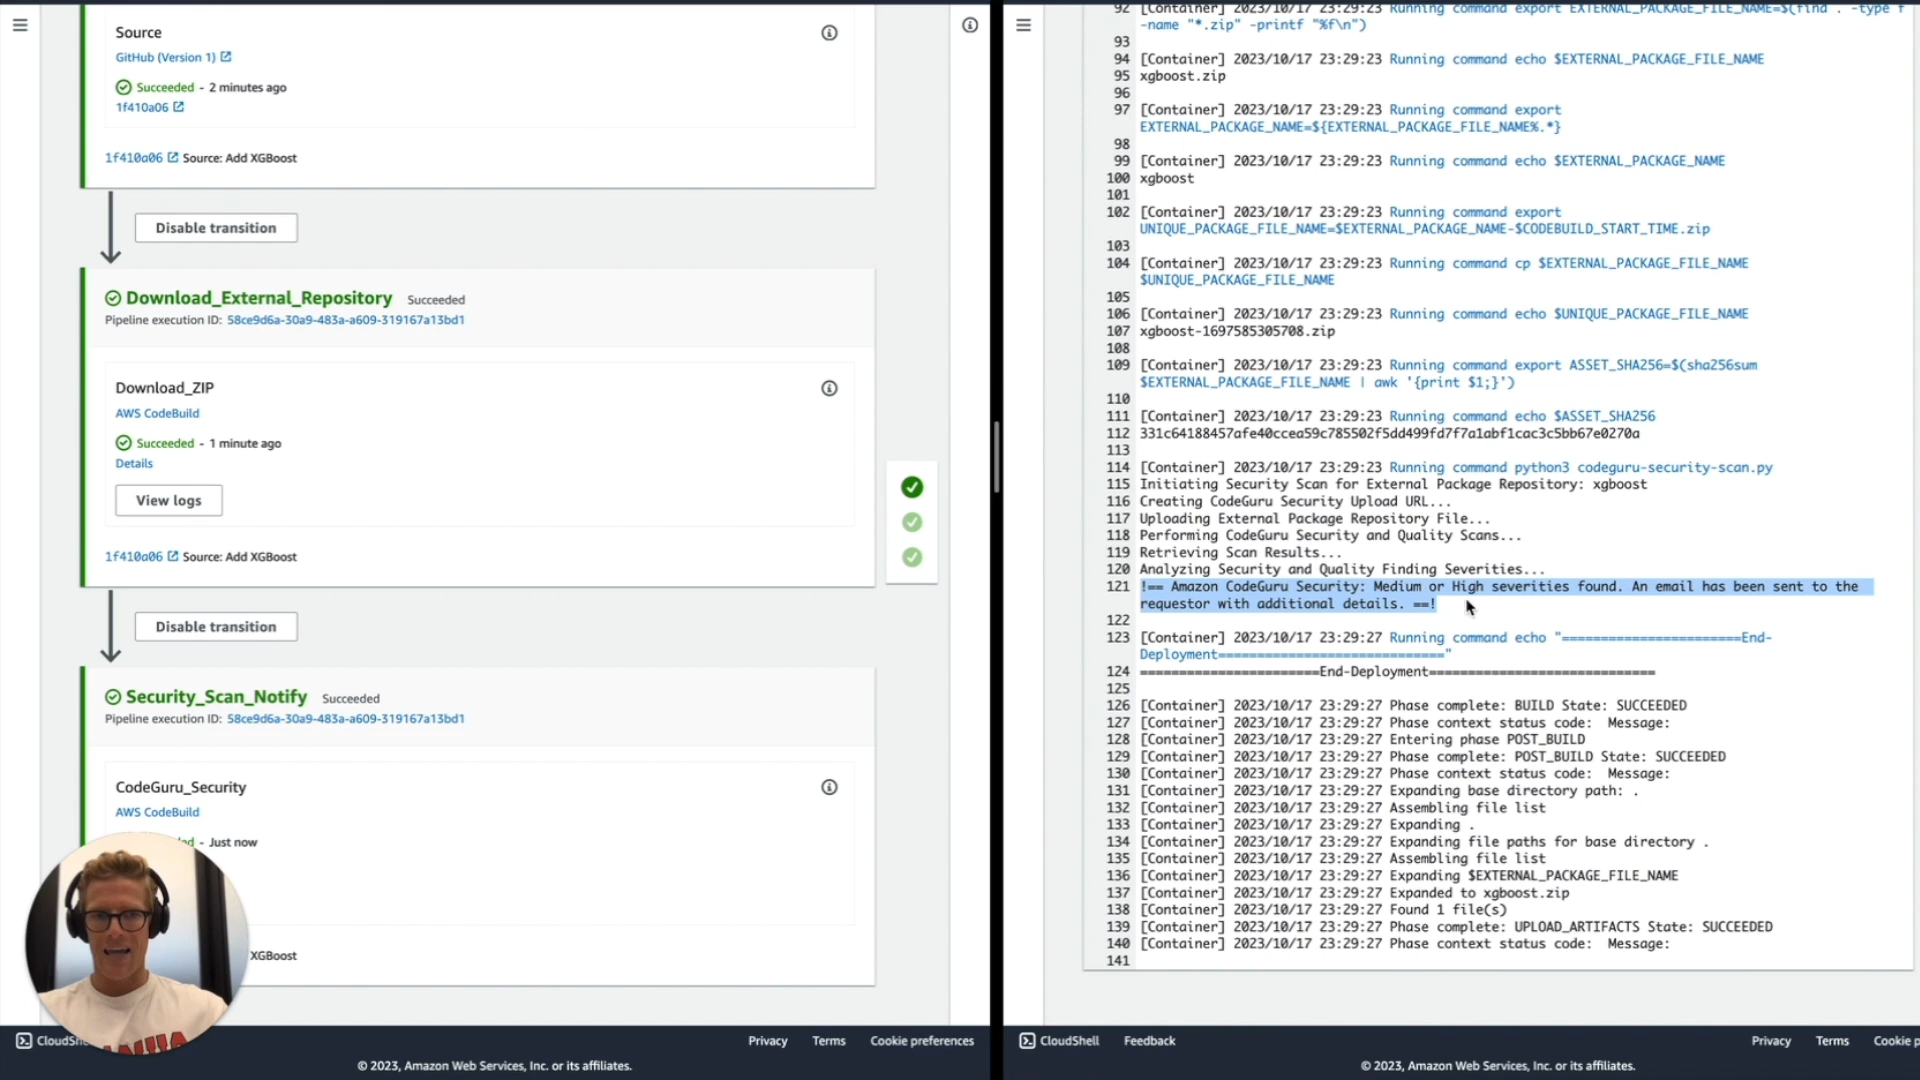 Source
GitHub (Version 1)
Succeeded - 2 minutes ago
1f410a06
1f410a06 Source: Add XGBoost
Disable transition
Download_External_Repository Succeeded
Pipeline execution ID: 58ce9d6a-30a9-483a-a609-319167a13bd1
Download_ZIP
AWS CodeBuild
Succeeded - 1 minute ago
Details
View logs
1f410a06 Source: Add XGBoost
Disable transition
Security_Scan_Notify Succeeded
Pipeline execution ID: 58ce9d6a-30a9-483a-a609-319167a13bd1
CodeGuru_Security
AWS CodeBuild
- Just now
XGBoost
Privacy Terms Cookie preferences
© 2023, Amazon Web Services, Inc. or its affiliates.
92 [Container] 2023/10/17 23:29:23 Running command export EXTERNAL_PACKAGE_FILE_NAME=$(find . -type f
-name "*.zip" -printf "%f\n")
93
94 [Container] 2023/10/17 23:29:23 Running command echo $EXTERNAL_PACKAGE_FILE_NAME
95 xgboost.zip
96
97 [Container] 2023/10/17 23:29:23 Running command export
EXTERNAL_PACKAGE_NAME=${EXTERNAL_PACKAGE_FILE_NAME%.*}
98
99 [Container] 2023/10/17 23:29:23 Running command echo $EXTERNAL_PACKAGE_NAME
100 xgboost
101
102 [Container] 2023/10/17 23:29:23 Running command export
UNIQUE_PACKAGE_FILE_NAME=$EXTERNAL_PACKAGE_NAME-$CODEBUILD_START_TIME.zip
103
104 [Container] 2023/10/17 23:29:23 Running command cp $EXTERNAL_PACKAGE_FILE_NAME
$UNIQUE_PACKAGE_FILE_NAME
105
106 [Container] 2023/10/17 23:29:23 Running command echo $UNIQUE_PACKAGE_FILE_NAME
107 xgboost-1697585305708.zip
108
109 [Container] 2023/10/17 23:29:23 Running command export ASSET_SHA256=$(sha256sum
$EXTERNAL_PACKAGE_FILE_NAME | awk '{print $1;}')
110
111 [Container] 2023/10/17 23:29:23 Running command echo $ASSET_SHA256
112 331c64188457afe40ccea59c785502f5dd499fd7f7a1abf1cac3c5bb67e0270a
113
114 [Container] 2023/10/17 23:29:23 Running command python3 codeguru-security-scan.py
115 Initiating Security Scan for External Package Repository: xgboost
116 Creating CodeGuru Security Upload URL...
117 Uploading External Package Repository File...
118 Performing CodeGuru Security and Quality Scans...
119 Retrieving Scan Results...
120 Analyzing Security and Quality Finding Severities...
121 !== Amazon CodeGuru Security: Medium or High severities found. An email has been sent to the
requestor with additional details. ==!
122
123 [Container] 2023/10/17 23:29:27 Running command echo "=======================End-
Deployment============================="
124 =======================End-Deployment=============================
125
126 [Container] 2023/10/17 23:29:27 Phase complete: BUILD State: SUCCEEDED
127 [Container] 2023/10/17 23:29:27 Phase context status code: Message:
128 [Container] 2023/10/17 23:29:27 Entering phase POST_BUILD
129 [Container] 2023/10/17 23:29:27 Phase complete: POST_BUILD State: SUCCEEDED
130 [Container] 2023/10/17 23:29:27 Phase context status code: Message:
131 [Container] 2023/10/17 23:29:27 Expanding base directory path: .
132 [Container] 2023/10/17 23:29:27 Assembling file list
133 [Container] 2023/10/17 23:29:27 Expanding .
134 [Container] 2023/10/17 23:29:27 Expanding file paths for base directory .
135 [Container] 2023/10/17 23:29:27 Assembling file list
136 [Container] 2023/10/17 23:29:27 Expanding $EXTERNAL_PACKAGE_FILE_NAME
137 [Container] 2023/10/17 23:29:27 Expanded to xgboost.zip
138 [Container] 2023/10/17 23:29:27 Found 1 file(s)
139 [Container] 2023/10/17 23:29:27 Phase complete: UPLOAD_ARTIFACTS State: SUCCEEDED
140 [Container] 2023/10/17 23:29:27 Phase context status code: Message:
141
CloudShell Feedback Privacy Terms Cookie
© 2023, Amazon Web Services, Inc. or its affiliates.